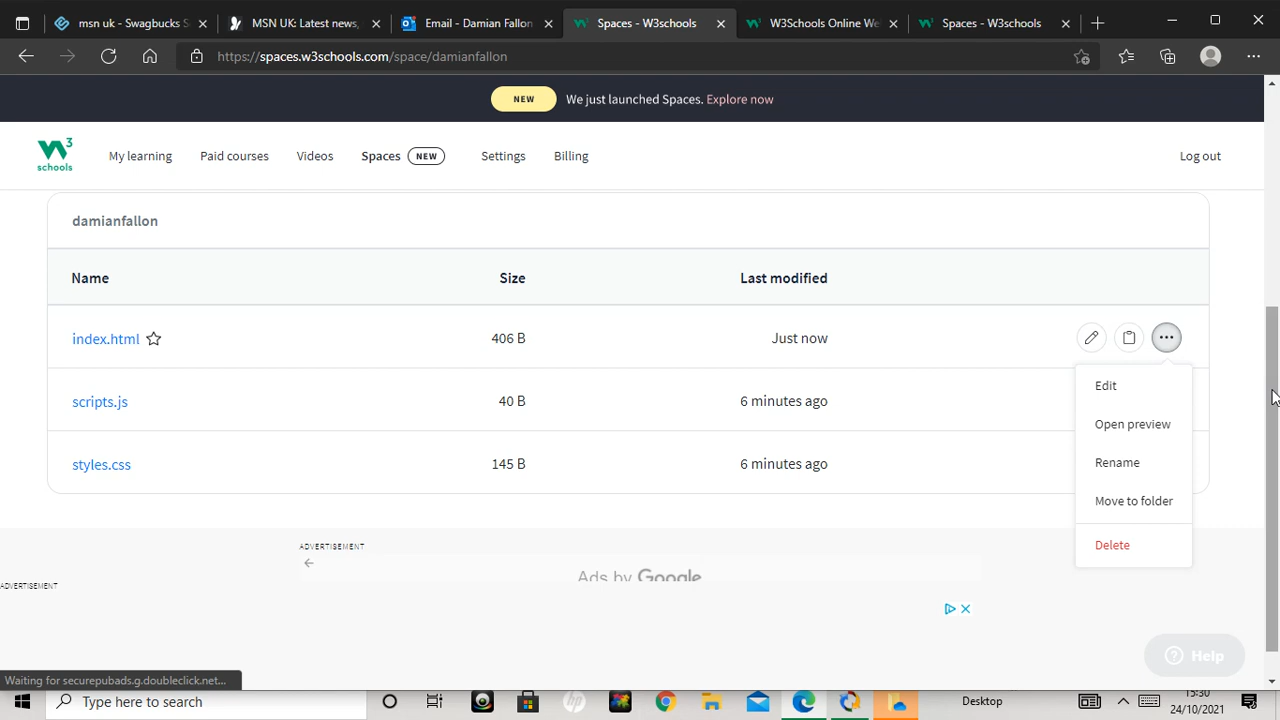 msn uk - Swagbucks S
MSN UK: Latest news,
Email - Damian Fallon
Spaces - W3schools
W3Schools Online We
Spaces - W3schools
https://spaces.w3schools.com/space/damianfallon
NEW We just launched Spaces. Explore now
W3 schools
My learning Paid courses Videos Spaces NEW Settings Billing Log out
damianfallon
Name Size Last modified
index.html 406 B Just now
scripts.js 40 B 6 minutes ago
styles.css 145 B 6 minutes ago
Edit
Open preview
Rename
Move to folder
Delete
ADVERTISEMENT
Ads by Google
ADVERTISEMENT
Help
Waiting for securepubads.g.doubleclick.net...
Type here to search
hp
Desktop
15:30
24/10/2021